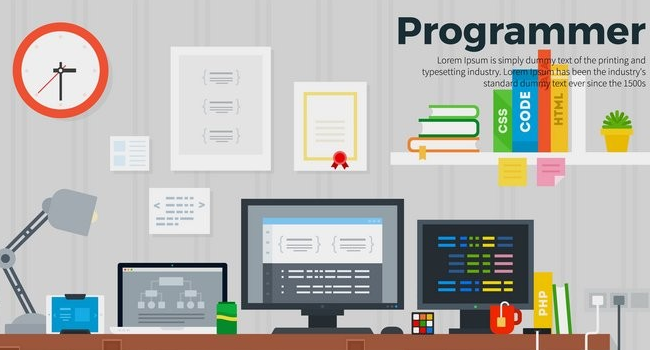 Programmer
Lorem Ipsum is simply dummy text of the printing and
typesetting industry. Lorem Ipsum has been the industry's
standard dummy text ever since the 1500s
CSS
CODE
HTML
PHP